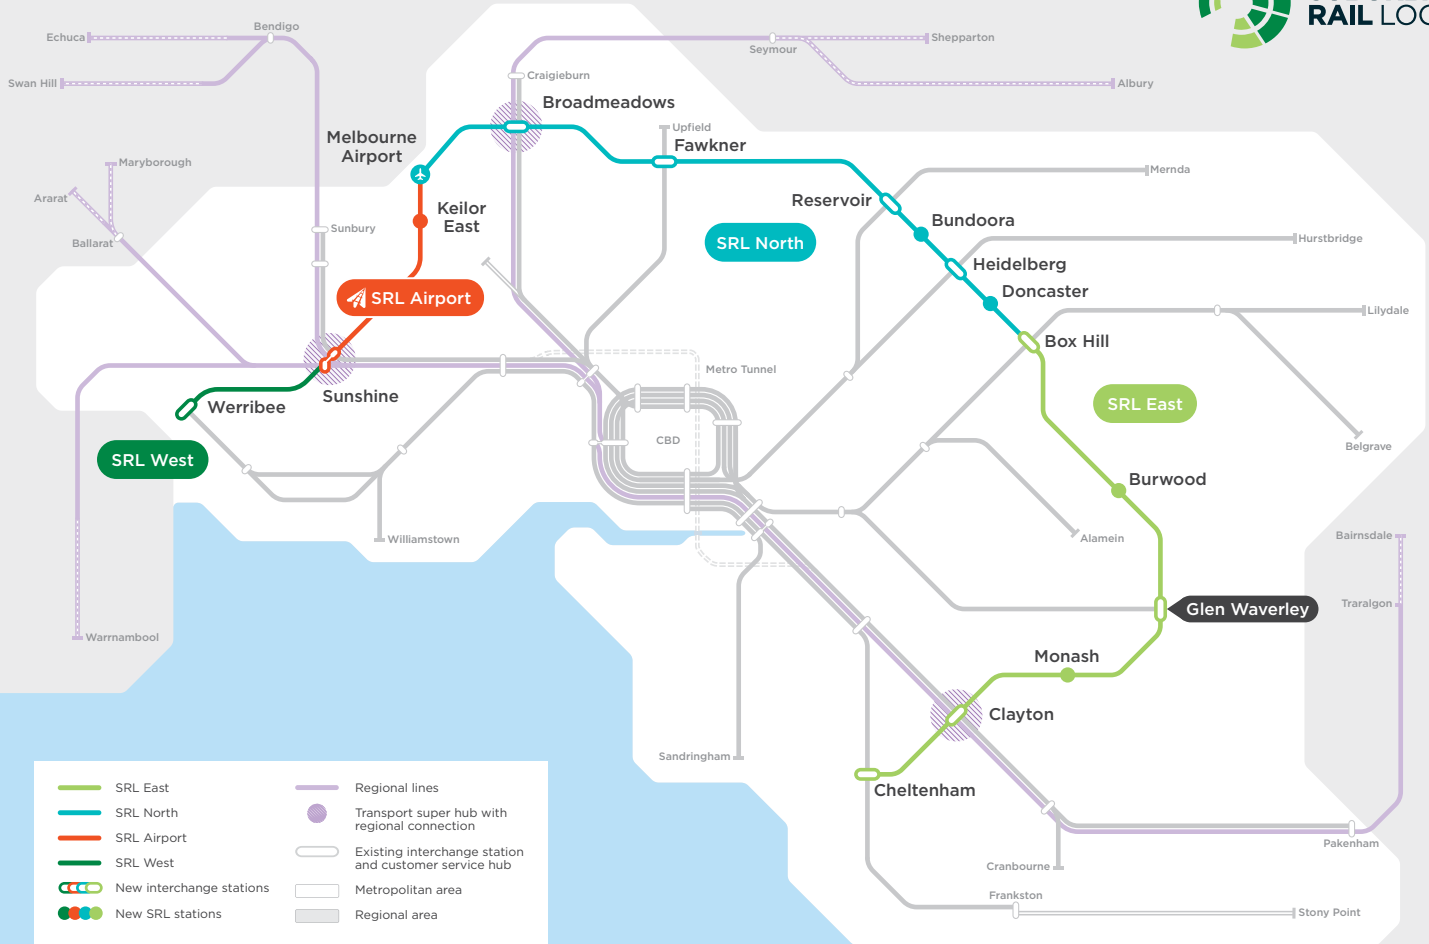 RAIL
Echuca
Bendigo
Shepparton
Seymour
Swan Hill
Craigieburn
Albury
Broadmeadows
Upfield
Melbourne
Airport
Fawkner
Maryborough
Mernda
Ararat
Reservoir
Keilor
East
Bundoora
Sunbury
Ballarat
SRL North
Hurstbridge
Heidelberg
Doncaster
SRL Airport
Lilydale
Box Hill
Metro Tunnel
Sunshine
Werribee
SRL East
CBD
Belgrave
SRL West
Burwood
Williamstown
Alamein
Bairnsdale
Traralgon
Glen Waverley
Warrnambool
Monash
Clayton
Sandringham
Cheltenham
Pakenham
Cranbourne
Frankston
Stony Point
SRL East
SRL North
SRL Airport
SRL West
New interchange stations
New SRL stations
Regional lines
Transport super hub with
regional connection
Existing interchange station
and customer service hub
Metropolitan area
Regional area